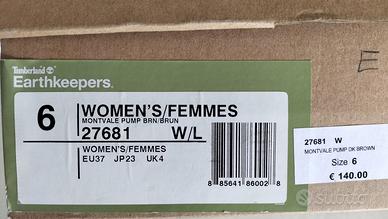 E
Timberland
Earthkeepers.
6
WOMEN'S/FEMMES
MONTVALE PUMP BRN/BRUN
27681 W/L
WOMEN'S/FEMMES
EU37 JP23 UK4
8 85641 86002 8
27681 W
MONTVALE PUMP DK BROWN
Size 6
€ 140.00
subito